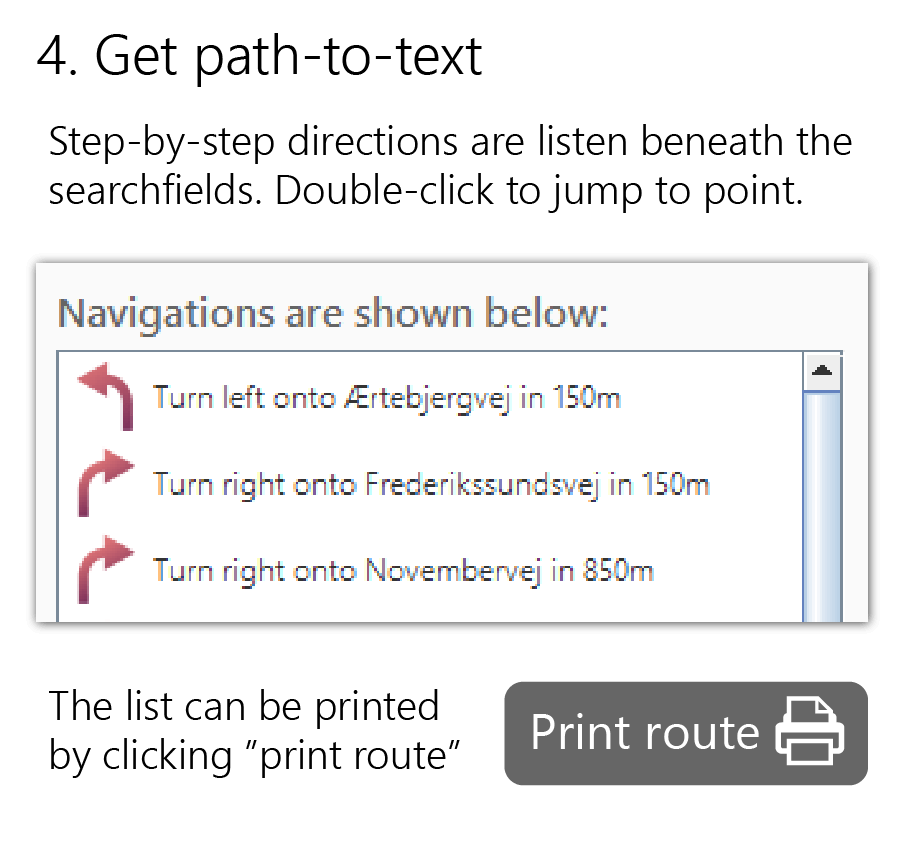 4. Get path-to-text
Step-by-step directions are listen beneath the
searchfields. Double-click to jump to point.
Navigations are shown below:
Turn left onto Ærtebjergvej in 150m
Turn right onto Frederikssundsvej in 150m
Turn right onto Novembervej in 850m
The list can be printed
by clicking ”print route”
Print route